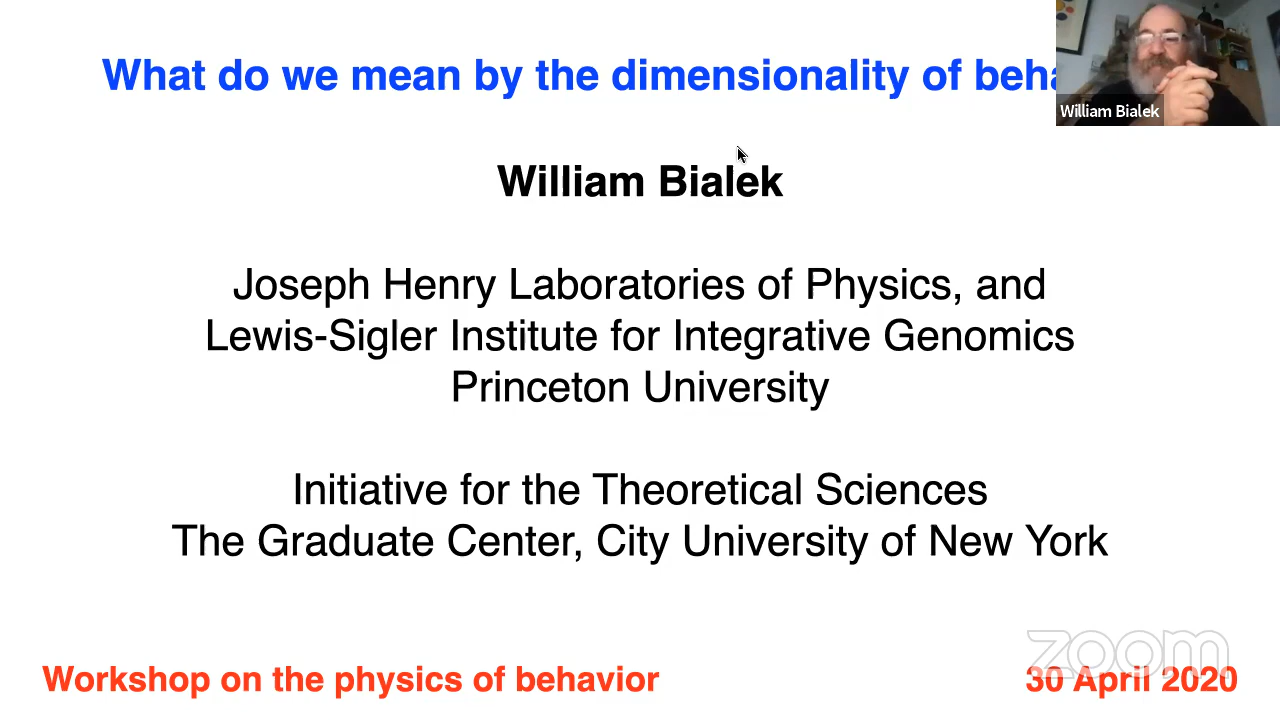 What do we mean by the dimensionality of beha
William Bialek
William Bialek
Joseph Henry Laboratories of Physics, and
Lewis-Sigler Institute for Integrative Genomics
Princeton University
Initiative for the Theoretical Sciences
The Graduate Center, City University of New York
zoom
Workshop on the physics of behavior
30 April 2020